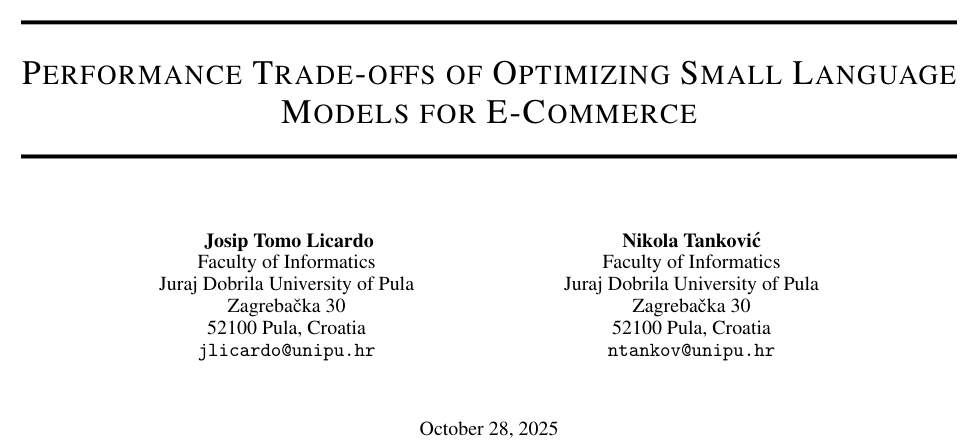 PERFORMANCE TRADE-OFFS OF OPTIMIZING SMALL LANGUAGE
MODELS FOR E-COMMERCE
Josip Tomo Licardo
Faculty of Informatics
Juraj Dobrila University of Pula
Zagrebačka 30
52100 Pula, Croatia
jlicardo@unipu.hr
Nikola Tanković
Faculty of Informatics
Juraj Dobrila University of Pula
Zagrebačka 30
52100 Pula, Croatia
ntankov@unipu.hr
October 28, 2025